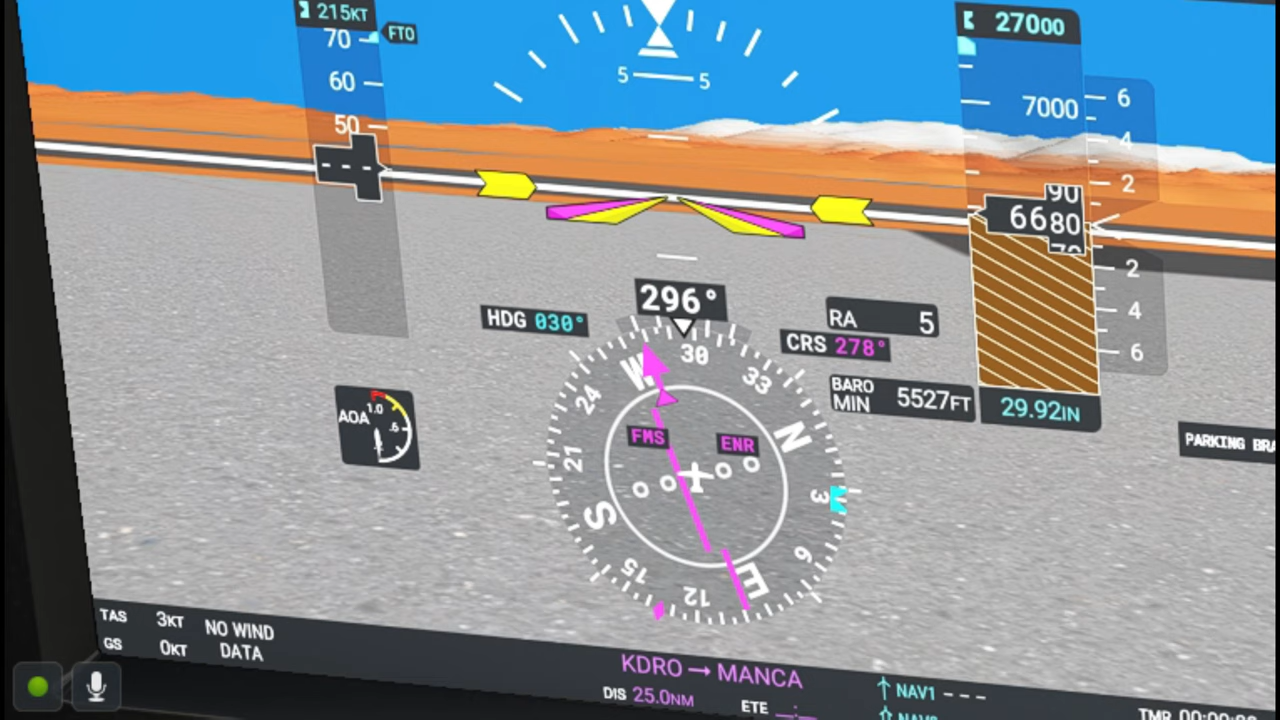 215KT
FTO
70
60
50
5 5
27000
7000
6
4
2
2
4
6
90
6680
296°
HDG 030°
RA 5
CRS 278°
BARO
MIN 5527FT
29.92IN
AOA
1.0
.5
30
33
N
3
6
E
12
15
S
21
24
W
FMS
ENR
TAS 3KT
GS 0KT
NO WIND
DATA
KDRO → MANCA
DIS 25.0NM
ETE __:__
NAV1 ---